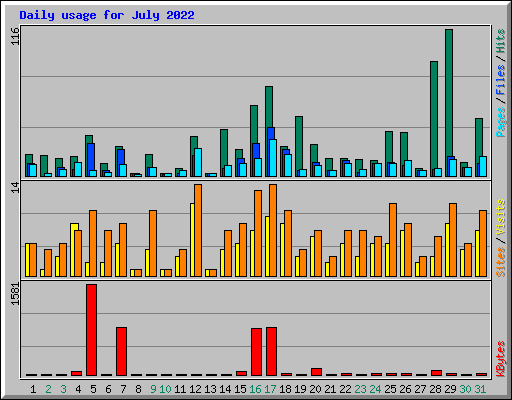 Daily usage for July 2022
116
Pages / Files / Hits
14
Sites / Visits
1581
KBytes
1 2 3 4 5 6 7 8 9 10 11 12 13 14 15 16 17 18 19 20 21 22 23 24 25 26 27 28 29 30 31